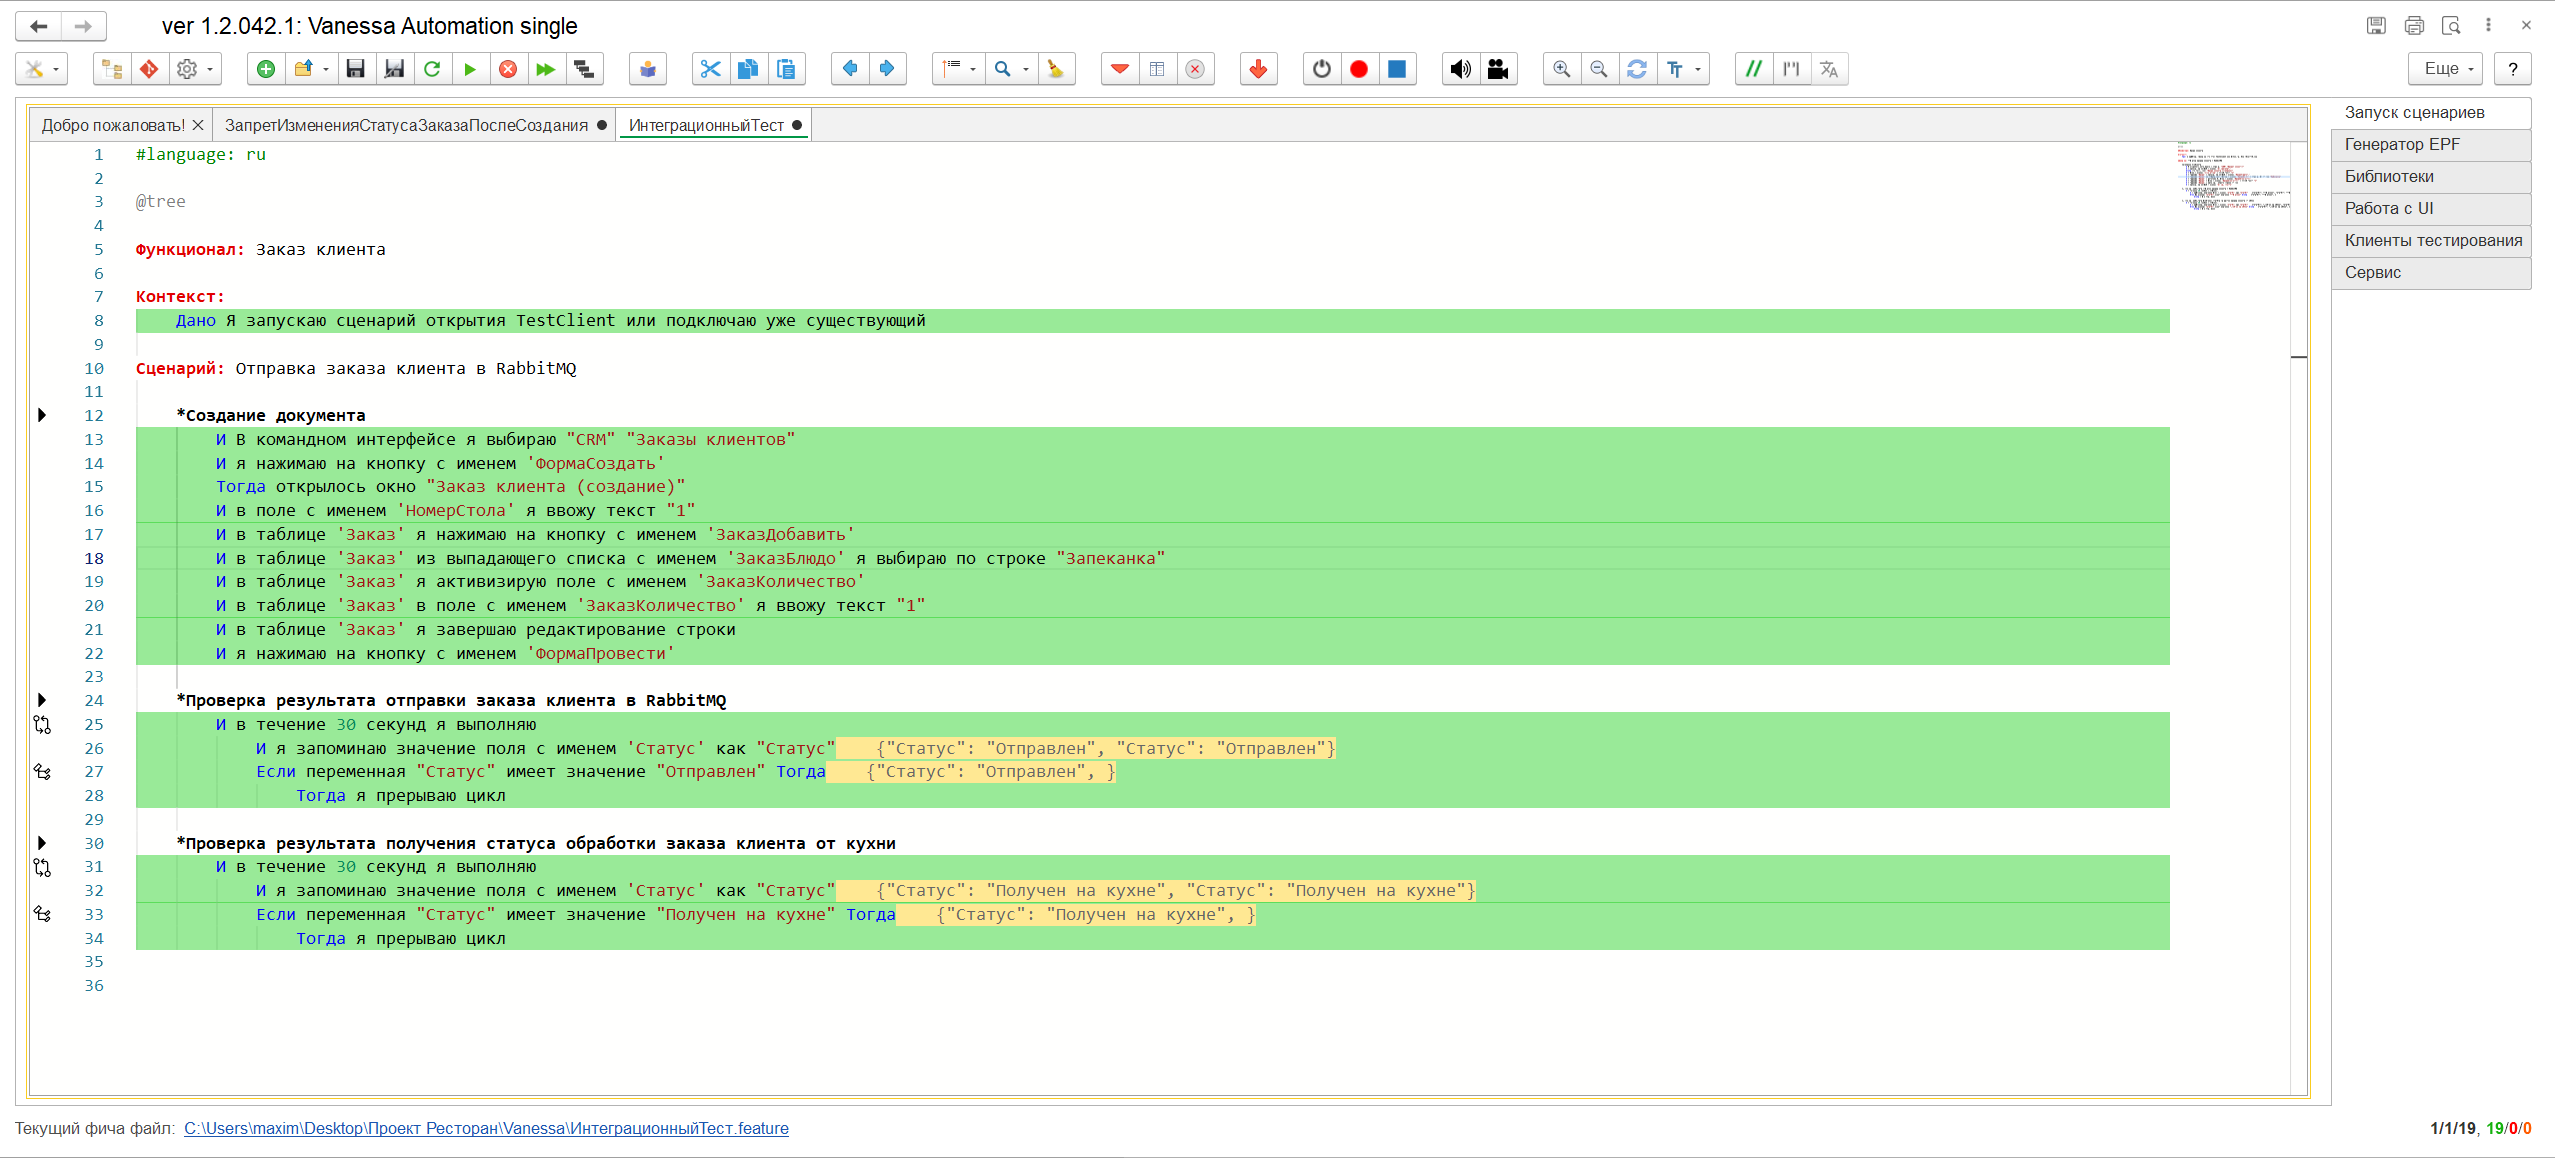 ver 1.2.042.1: Vanessa Automation single
Еще
?
Добро пожаловать!
ЗапретИзмененияСтатусаЗаказаПослеСоздания
ИнтеграционныйТест
Запуск сценариев
Генератор EPF
Библиотеки
Работа с UI
Клиенты тестирования
Сервис
1 #language: ru
2
3 @tree
4
5 Функционал: Заказ клиента
6
7 Контекст:
8 Дано Я запускаю сценарий открытия TestClient или подключаю уже существующий
9
10 Сценарий: Отправка заказа клиента в RabbitMQ
11
12 *Создание документа
13 И В командном интерфейсе я выбираю "CRM" "Заказы клиентов"
14 И я нажимаю на кнопку с именем 'ФормаСоздать'
15 Тогда открылось окно "Заказ клиента (создание)"
16 И в поле с именем 'НомерСтола' я ввожу текст "1"
17 И в таблице 'Заказ' я нажимаю на кнопку с именем 'ЗаказДобавить'
18 И в таблице 'Заказ' из выпадающего списка с именем 'ЗаказБлюдо' я выбираю по строке "Запеканка"
19 И в таблице 'Заказ' я активизирую поле с именем 'ЗаказКоличество'
20 И в таблице 'Заказ' в поле с именем 'ЗаказКоличество' я ввожу текст "1"
21 И в таблице 'Заказ' я завершаю редактирование строки
22 И я нажимаю на кнопку с именем 'ФормаПровести'
23
24 *Проверка результата отправки заказа клиента в RabbitMQ
25 И в течение 30 секунд я выполняю
26 И я запоминаю значение поля с именем 'Статус' как "Статус" {"Статус": "Отправлен", "Статус": "Отправлен"}
27 Если переменная "Статус" имеет значение "Отправлен" Тогда {"Статус": "Отправлен", }
28 Тогда я прерываю цикл
29
30 *Проверка результата получения статуса обработки заказа клиента от кухни
31 И в течение 30 секунд я выполняю
32 И я запоминаю значение поля с именем 'Статус' как "Статус" {"Статус": "Получен на кухне", "Статус": "Получен на кухне"}
33 Если переменная "Статус" имеет значение "Получен на кухне" Тогда {"Статус": "Получен на кухне", }
34 Тогда я прерываю цикл
35
36
Текущий фича файл: C:\Users\maxim\Desktop\Проект Ресторан\Vanessa\ИнтеграционныйТест.feature
1/1/19, 19/0/0